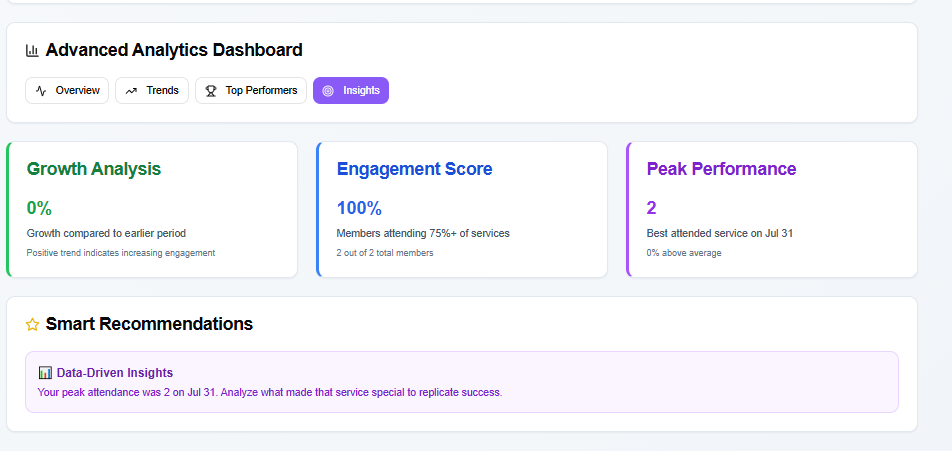 Advanced Analytics Dashboard
Overview
Trends
Top Performers
Insights
Growth Analysis
0%
Growth compared to earlier period
Positive trend indicates increasing engagement
Engagement Score
100%
Members attending 75%+ of services
2 out of 2 total members
Peak Performance
2
Best attended service on Jul 31
0% above average
Smart Recommendations
Data-Driven Insights
Your peak attendance was 2 on Jul 31. Analyze what made that service special to replicate success.